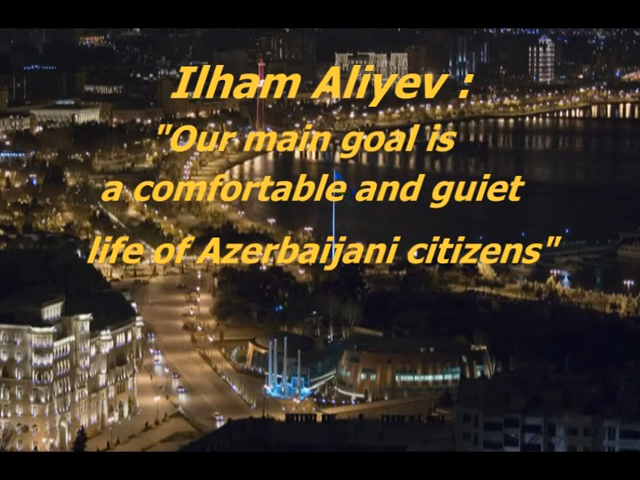 Ilham Aliyev :
"Our main goal is
a comfortable and guiet
life of Azerbaijani citizens"